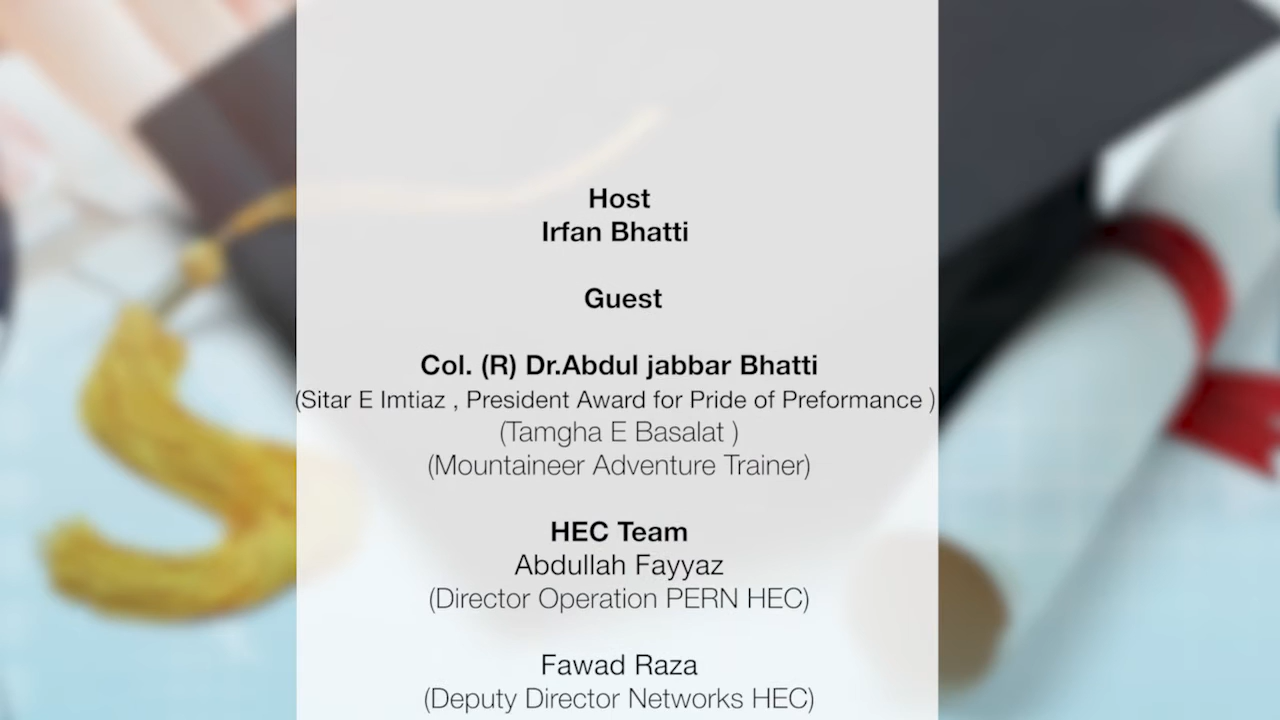 Host
Irfan Bhatti
Guest
Col. (R) Dr.Abdul jabbar Bhatti
(Sitar E Imtiaz , President Award for Pride of Preformance )
(Tamgha E Basalat )
(Mountaineer Adventure Trainer)
HEC Team
Abdullah Fayyaz
(Director Operation PERN HEC)
Fawad Raza
(Deputy Director Networks HEC)